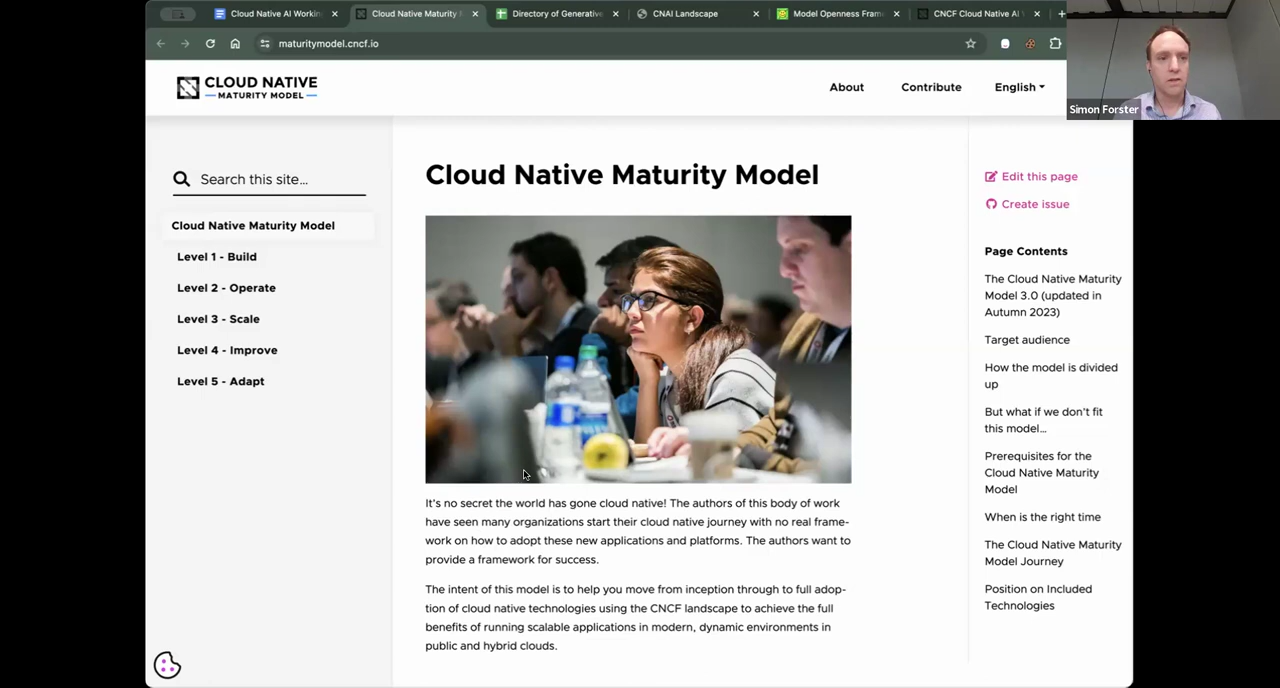 Cloud Native AI Workin
Cloud Native Maturity M
Directory of Generative
CNAI Landscape
Model Openness Fram
CNCF Cloud Native AI
maturitymodel.cncf.io
Simon Forster
CLOUD NATIVE
MATURITY MODEL
About
Contribute
English
Search this site...
Cloud Native Maturity Model
Level 1 - Build
Level 2 - Operate
Level 3 - Scale
Level 4 - Improve
Level 5 - Adapt
Cloud Native Maturity Model
It's no secret the world has gone cloud native! The authors of this body of work
have seen many organizations start their cloud native journey with no real frame-
work on how to adopt these new applications and platforms. The authors want to
provide a framework for success.
The intent of this model is to help you move from inception through to full adop-
tion of cloud native technologies using the CNCF landscape to achieve the full
benefits of running scalable applications in modern, dynamic environments in
public and hybrid clouds.
Edit this page
Create issue
Page Contents
The Cloud Native Maturity
Model 3.0 (updated in
Autumn 2023)
Target audience
How the model is divided
up
But what if we don't fit
this model...
Prerequisites for the
Cloud Native Maturity
Model
When is the right time
The Cloud Native Maturity
Model Journey
Position on Included
Technologies